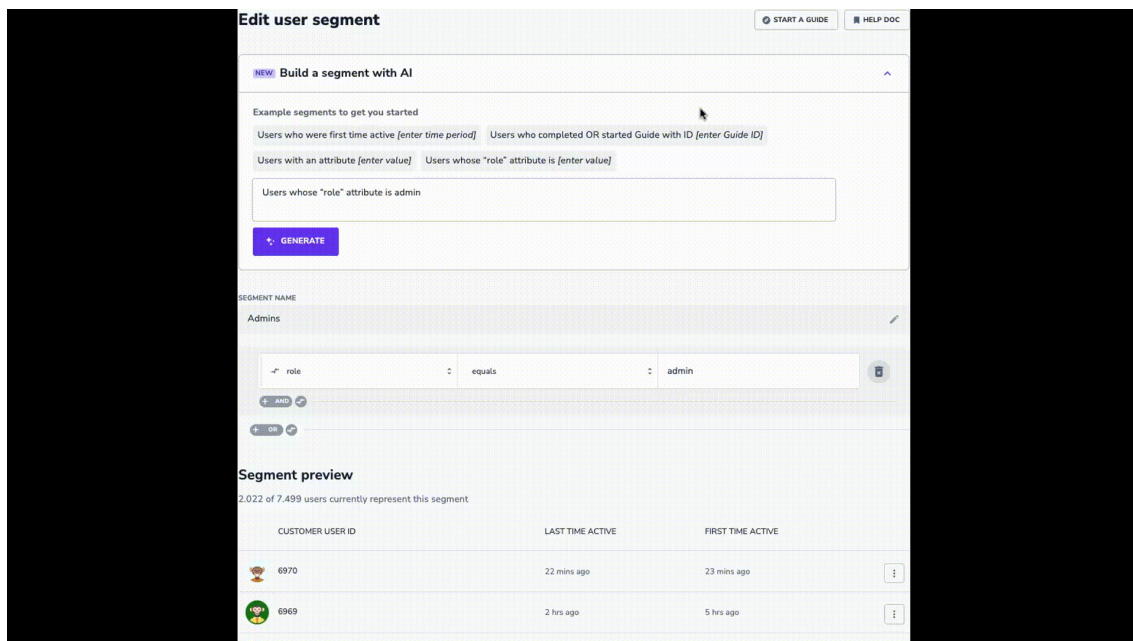 Edit user segment
START A GUIDE
HELP DOC
NEW Build a segment with AI
Example segments to get you started
Users who were first time active [enter time period] Users who completed OR started Guide with ID [enter Guide ID]
Users with an attribute [enter value] Users whose “role” attribute is [enter value]
Users whose “role” attribute is admin
GENERATE
SEGMENT NAME
Admins
role equals admin
+ AND
+ OR
Segment preview
2.022 of 7.499 users currently represent this segment
CUSTOMER USER ID LAST TIME ACTIVE FIRST TIME ACTIVE
6970 22 mins ago 23 mins ago
6969 2 hrs ago 5 hrs ago